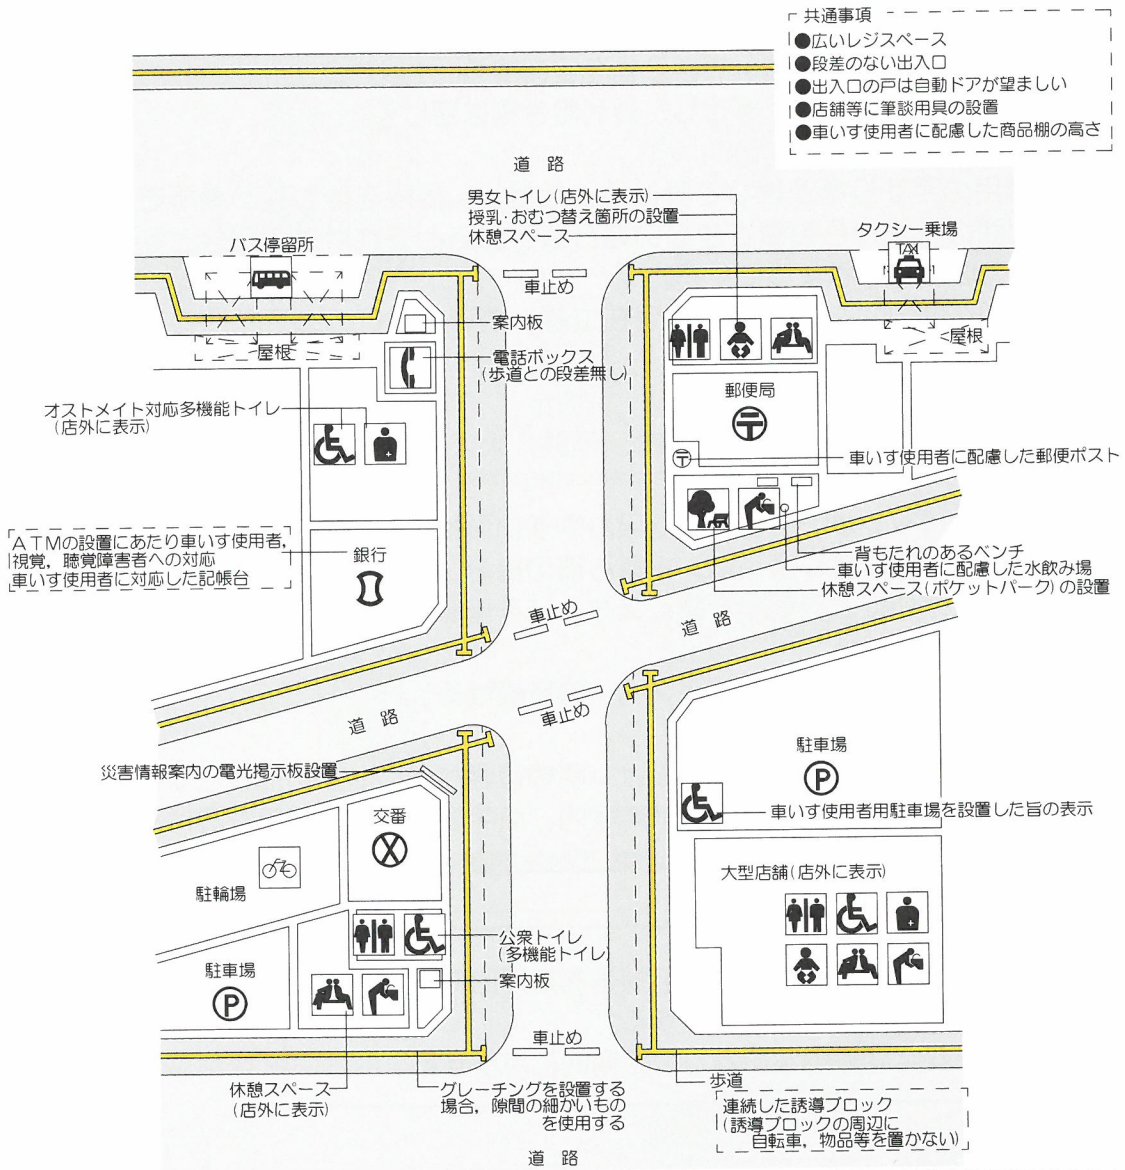 共通事項
●広いレジスペース
●段差のない出入口
●出入口の戸は自動ドアが望ましい
●店舗等に筆談用具の設置
●車いす使用者に配慮した商品棚の高さ
道路
男女トイレ(店外に表示)
授乳・おむつ替え箇所の設置
休憩スペース
バス停留所
タクシー乗場
TAXI
車止め
案内板
屋根
屋根
電話ボックス
(歩道との段差無し)
郵便局
オストメイト対応多機能トイレ
(店外に表示)
車いす使用者に配慮した郵便ポスト
ATMの設置にあたり車いす使用者,
視覚,聴覚障害者への対応
車いす使用者に対応した記帳台
銀行
背もたれのあるベンチ
車いす使用者に配慮した水飲み場
休憩スペース(ポケットパーク)の設置
車止め
道路
車止め
道路
駐車場
P
災害情報案内の電光掲示板設置
交番
車いす使用者用駐車場を設置した旨の表示
駐輪場
大型店舗(店外に表示)
公衆トイレ
(多機能トイレ)
駐車場
P
案内板
車止め
休憩スペース
(店外に表示)
グレーチングを設置する
場合,隙間の細かいもの
を使用する
歩道
連続した誘導ブロック
(誘導ブロックの周辺に
自転車,物品等を置かない)
道路